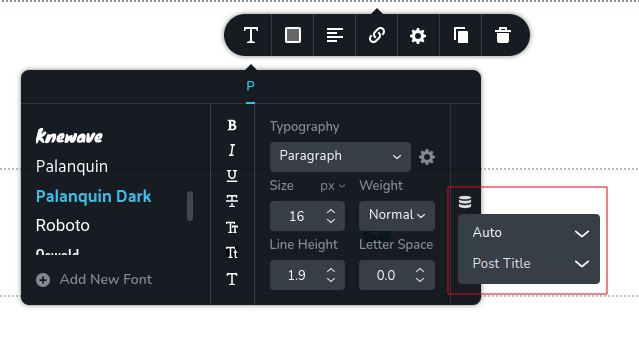 P
Knewave
Palanquin
Palanquin Dark
Roboto
Oswald
Add New Font
B
I
U
T
Tr
Tt
T
Typography
Paragraph
Size px Weight
16 Normal
Line Height Letter Space
1.9 0.0
Auto
Post Title